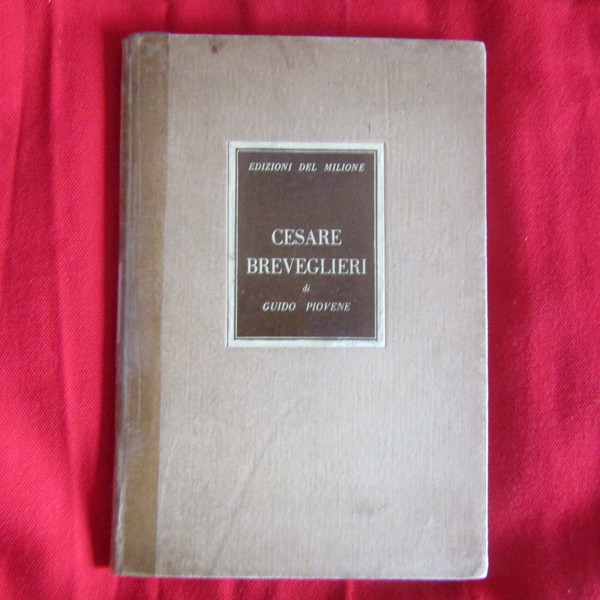 EDIZIONI DEL MILIONE
CESARE
BREVEGLIERI
di
GUIDO PIOVENE